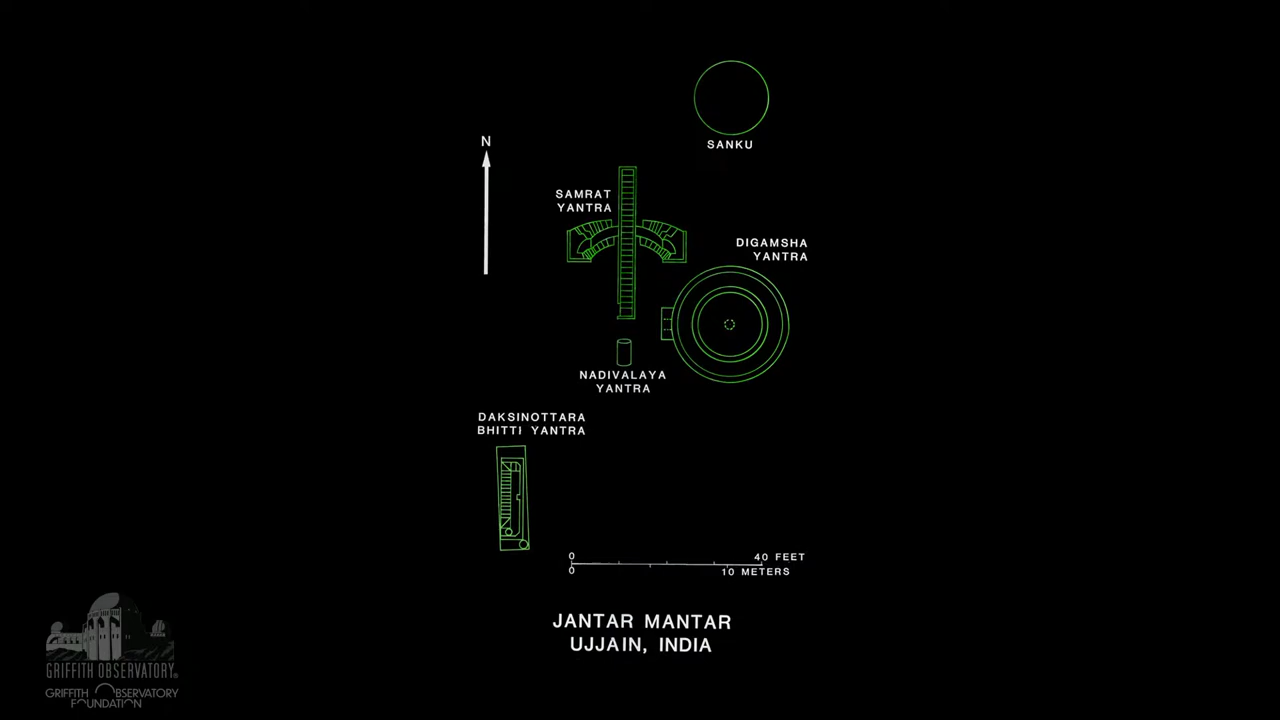 SANKU
N
SAMRAT
YANTRA
DIGAMSHA
YANTRA
NADIVALAYA
YANTRA
DAKSINOTTARA
BHITTI YANTRA
0 40 FEET
0 10 METERS
JANTAR MANTAR
UJJAIN, INDIA
GRIFFITH OBSERVATORY®
GRIFFITH OBSERVATORY
FOUNDATION